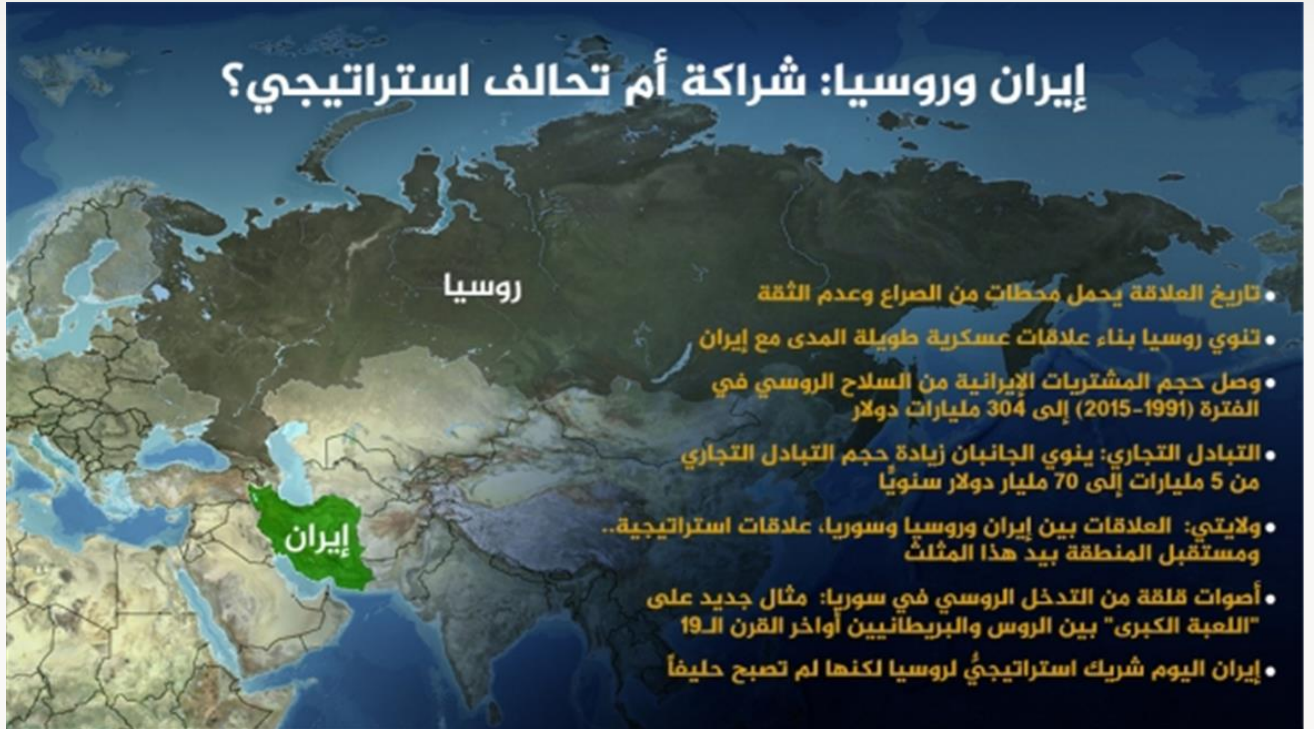 إيران وروسيا: شراكة أم تحالف استراتيجي؟
روسيا
إيران
• تاريخ العلاقة يحمل محطاتٍ من الصراع وعدم الثقة
• تنوي روسيا بناء علاقات عسكرية طويلة المدى مع إيران
• وصل حجم المشتريات الإيرانية من السلاح الروسي في
الفترة (1991-2015) إلى 304 مليارات دولار
• التبادل التجاري: ينوي الجانبان زيادة حجم التبادل التجاري
من 5 مليارات إلى 70 مليار دولار سنويًّا
• ولايتي: العلاقات بين إيران وروسيا وسوريا، علاقات استراتيجية..
ومستقبل المنطقة بيد هذا المثلث
• أصوات قلقة من التدخل الروسي في سوريا: مثال جديد على
"اللعبة الكبرى" بين الروس والبريطانيين أواخر القرن الـ19
• إيران اليوم شريك استراتيجيٌّ لروسيا لكنها لم تصبح حليفاً